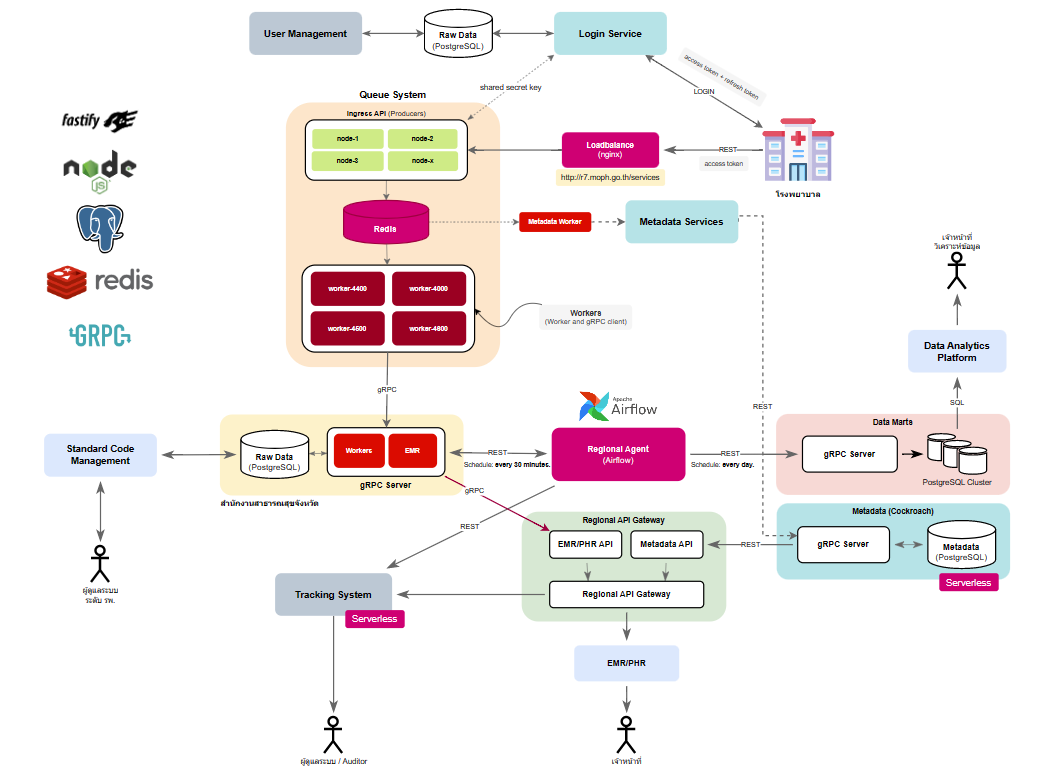 User Management
Raw Data
(PostgreSQL)
Login Service
access token + refresh token
LOGIN
shared secret key
Queue System
Ingress API (Producers)
node-1
node-2
node-3
node-x
Loadbalance
(nginx)
REST
access token
http://r7.moph.go.th/services
โรงพยาบาล
fastify
node
JS
redis
GRPC
Redis
Metadata Worker
Metadata Services
worker-4400
worker-4000
worker-4500
worker-4800
Workers
(Worker and gRPC client)
gRPC
เจ้าหน้าที่
วิเคราะห์ข้อมูล
Data Analytics
Platform
SQL
Apache
Airflow
REST
Standard Code
Management
Raw Data
(PostgreSQL)
Workers
EMR
gRPC Server
สำนักงานสาธารณสุขจังหวัด
REST
Schedule: every 30 minutes.
Regional Agent
(Airflow)
REST
Schedule: every day.
Data Marts
gRPC Server
PostgreSQL Cluster
gRPC
REST
Regional API Gateway
EMR/PHR API
Metadata API
Regional API Gateway
REST
Metadata (Cockroach)
gRPC Server
Metadata
(PostgreSQL)
Serverless
ผู้ดูแลระบบ
ระดับ รพ.
Tracking System
Serverless
EMR/PHR
ผู้ดูแลระบบ / Auditor
เจ้าหน้าที่